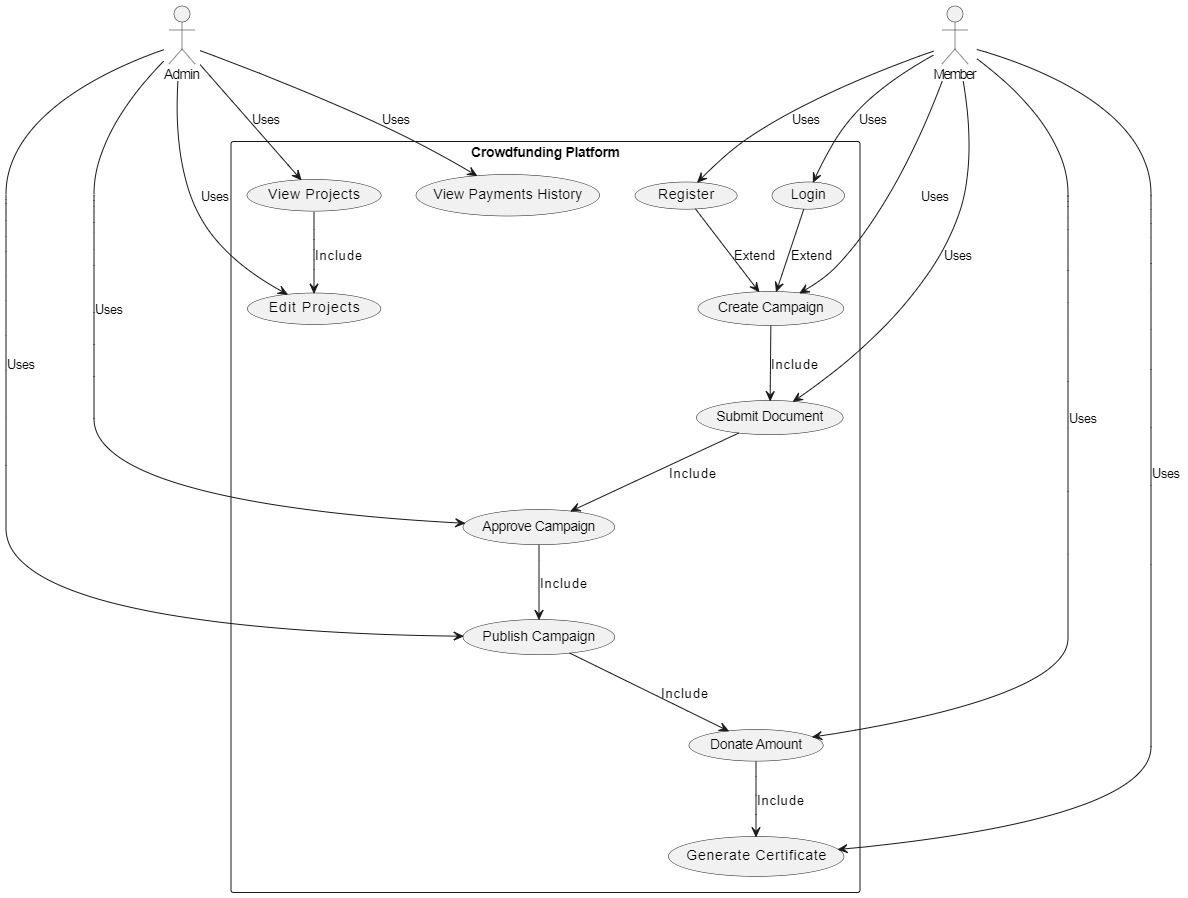 Admin
Member
Uses
Uses
Uses
Uses
Crowdfunding Platform
View Projects
View Payments History
Register
Login
Uses
Uses
Include
Extend
Extend
Uses
Edit Projects
Create Campaign
Uses
Uses
Include
Submit Document
Uses
Include
Uses
Approve Campaign
Include
Publish Campaign
Include
Donate Amount
Include
Generate Certificate